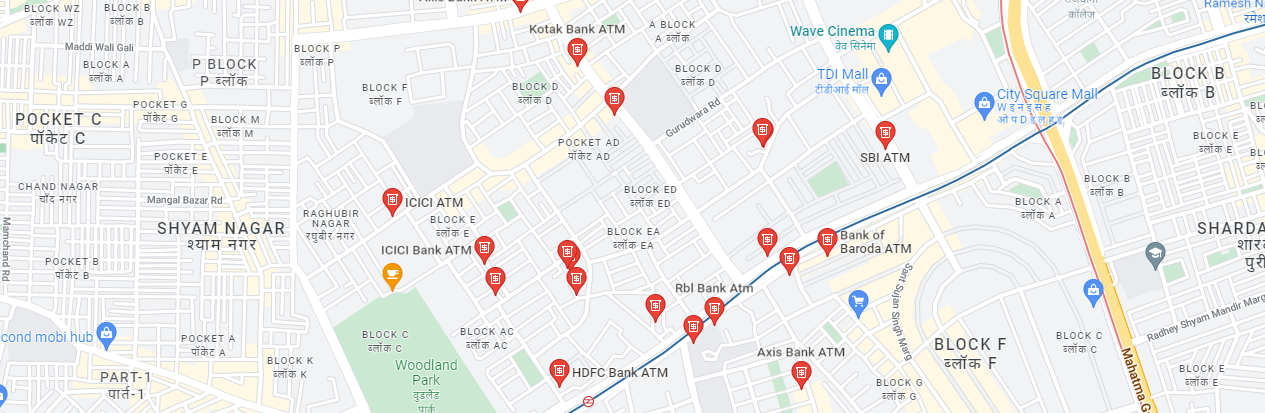 BLOCK WZ
ब्लॉक WZ
BLOCK B
ब्लॉक B
Maddi Wali Gali
BLOCK A
ब्लॉक A
P BLOCK
P ब्लॉक
BLOCK P
ब्लॉक P
Kotak Bank ATM
A BLOCK
A ब्लॉक
Wave Cinema
वेव सिनेमा
कॉलेज
Ramesh N
रमेश
BLOCK F
ब्लॉक F
BLOCK D
ब्लॉक D
BLOCK D
ब्लॉक D
TDI Mall
टीडीआई मॉल
City Square Mall
BLOCK B
ब्लॉक B
POCKET G
पॉकेट G
POCKET C
पॉकेट C
BLOCK M
ब्लॉक M
Gurudwara Rd
POCKET AD
पॉकेट AD
SBI ATM
BLOCK E
ब्लॉक E
POCKET E
पॉकेट E
CHAND NAGAR
चाँद नगर
Mangal Bazar Rd
BLOCK ED
ब्लॉक ED
BLOCK B
ब्लॉक B
RAGHUBIR
NAGAR
रघुबीर नगर
ICICI ATM
BLOCK E
ब्लॉक E
BLOCK A
ब्लॉक A
Mamchand Rd
SHYAM NAGAR
श्याम नगर
ICICI Bank ATM
BLOCK EA
ब्लॉक EA
Bank of
Baroda ATM
SHARDA
शार
पुरी
POCKET B
पॉकेट B
Rbl Bank Atm
Sant Sujan Singh Marg
cond mobi hub
POCKET A
पॉकेट A
BLOCK C
ब्लॉक C
BLOCK AC
ब्लॉक AC
BLOCK F
ब्लॉक F
BLOCK C
ब्लॉक C
Radhey Shyam Mandir Marg
BLOCK K
ब्लॉक K
Woodland
Park
वुडलैंड
पार्क
HDFC Bank ATM
Axis Bank ATM
BLOCK G
ब्लॉक G
Mahatma G
BLOCK E
ब्लॉक E
PART-1
पार्त-1